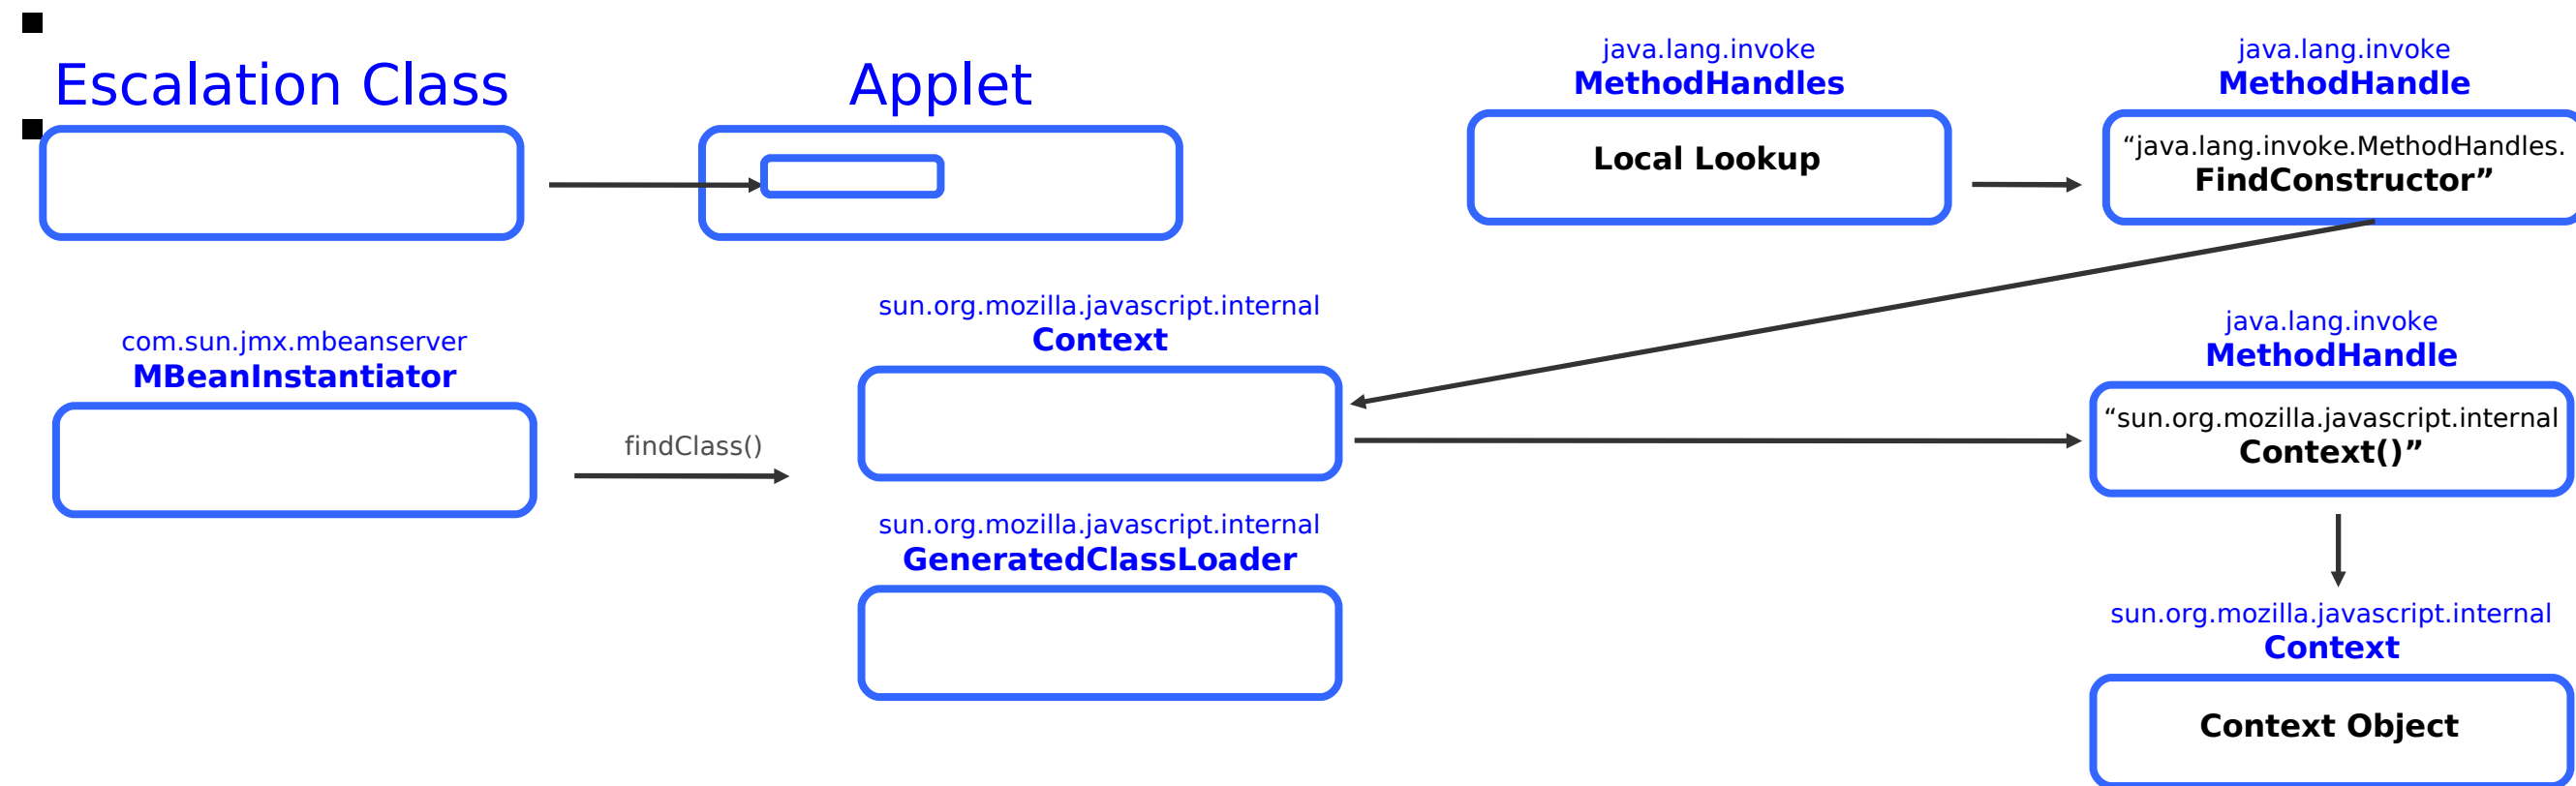 Escalation Class
Applet
java.lang.invoke
MethodHandles
Local Lookup
java.lang.invoke
MethodHandle
“java.lang.invoke.MethodHandles.
FindConstructor”
com.sun.jmx.mbeanserver
MBeanInstantiator
findClass()
sun.org.mozilla.javascript.internal
Context
sun.org.mozilla.javascript.internal
GeneratedClassLoader
java.lang.invoke
MethodHandle
“sun.org.mozilla.javascript.internal
Context()”
sun.org.mozilla.javascript.internal
Context
Context Object